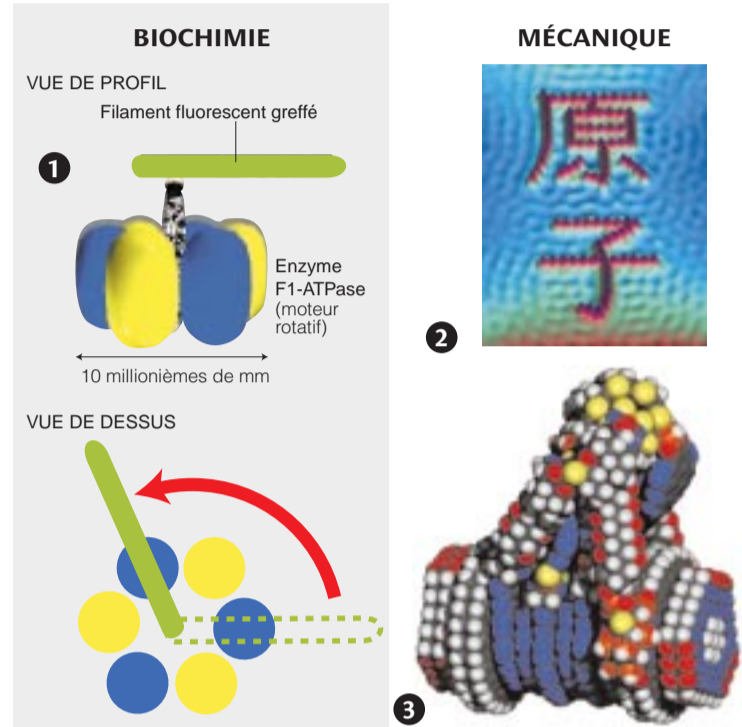 BIOCHIMIE
VUE DE PROFIL
Filament fluorescent greffé
1
Enzyme
F1-ATPase
(moteur
rotatif)
10 millionièmes de mm
VUE DE DESSUS
MÉCANIQUE
原
子
2
3